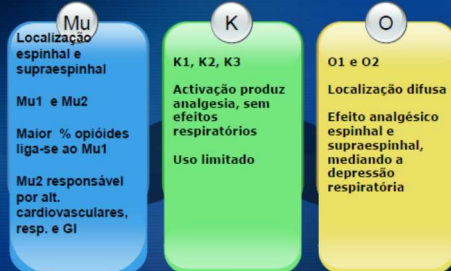 Mu
Localização
espinhal e
supraespinhal
Mu1 e Mu2
Maior % opióides
liga-se ao Mu1
Mu2 responsável
por alt.
cardiovasculares,
resp. e GI
K
K1, K2, K3
Activação produz
analgesia, sem
efeitos
respiratórios
Uso limitado
O
O1 e O2
Localização difusa
Efeito analgésico
espinhal e
supraespinhal,
mediando a
depressão
respiratória